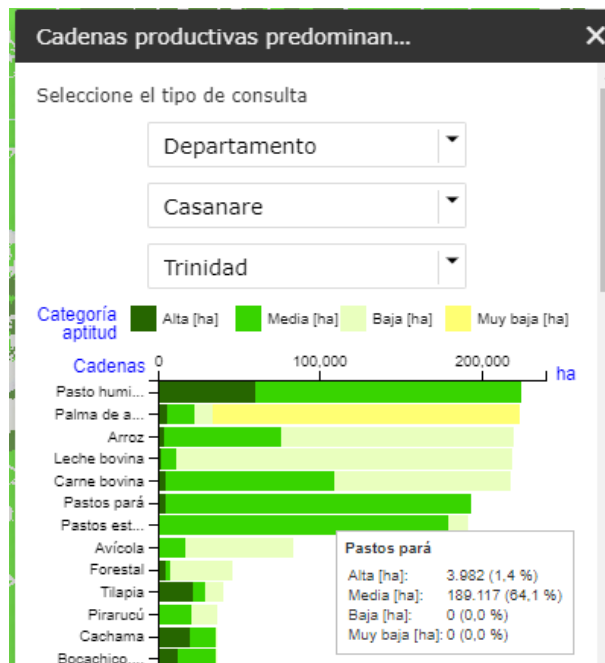 Cadenas productivas predominan...
Seleccione el tipo de consulta
Departamento
Casanare
Trinidad
Categoría aptitud Alta [ha] Media [ha] Baja [ha] Muy baja [ha]
Cadenas 0 100,000 200,000 ha
Pasto humi...
Palma de a...
Arroz
Leche bovina
Carne bovina
Pastos pará
Pastos est...
Avícola
Forestal
Tilapia
Pirarucú
Cachama
Bocachico....
Pastos pará
Alta [ha]: 3.982 (1,4 %)
Media [ha]: 189.117 (64,1 %)
Baja [ha]: 0 (0,0 %)
Muy baja [ha]: 0 (0,0 %)